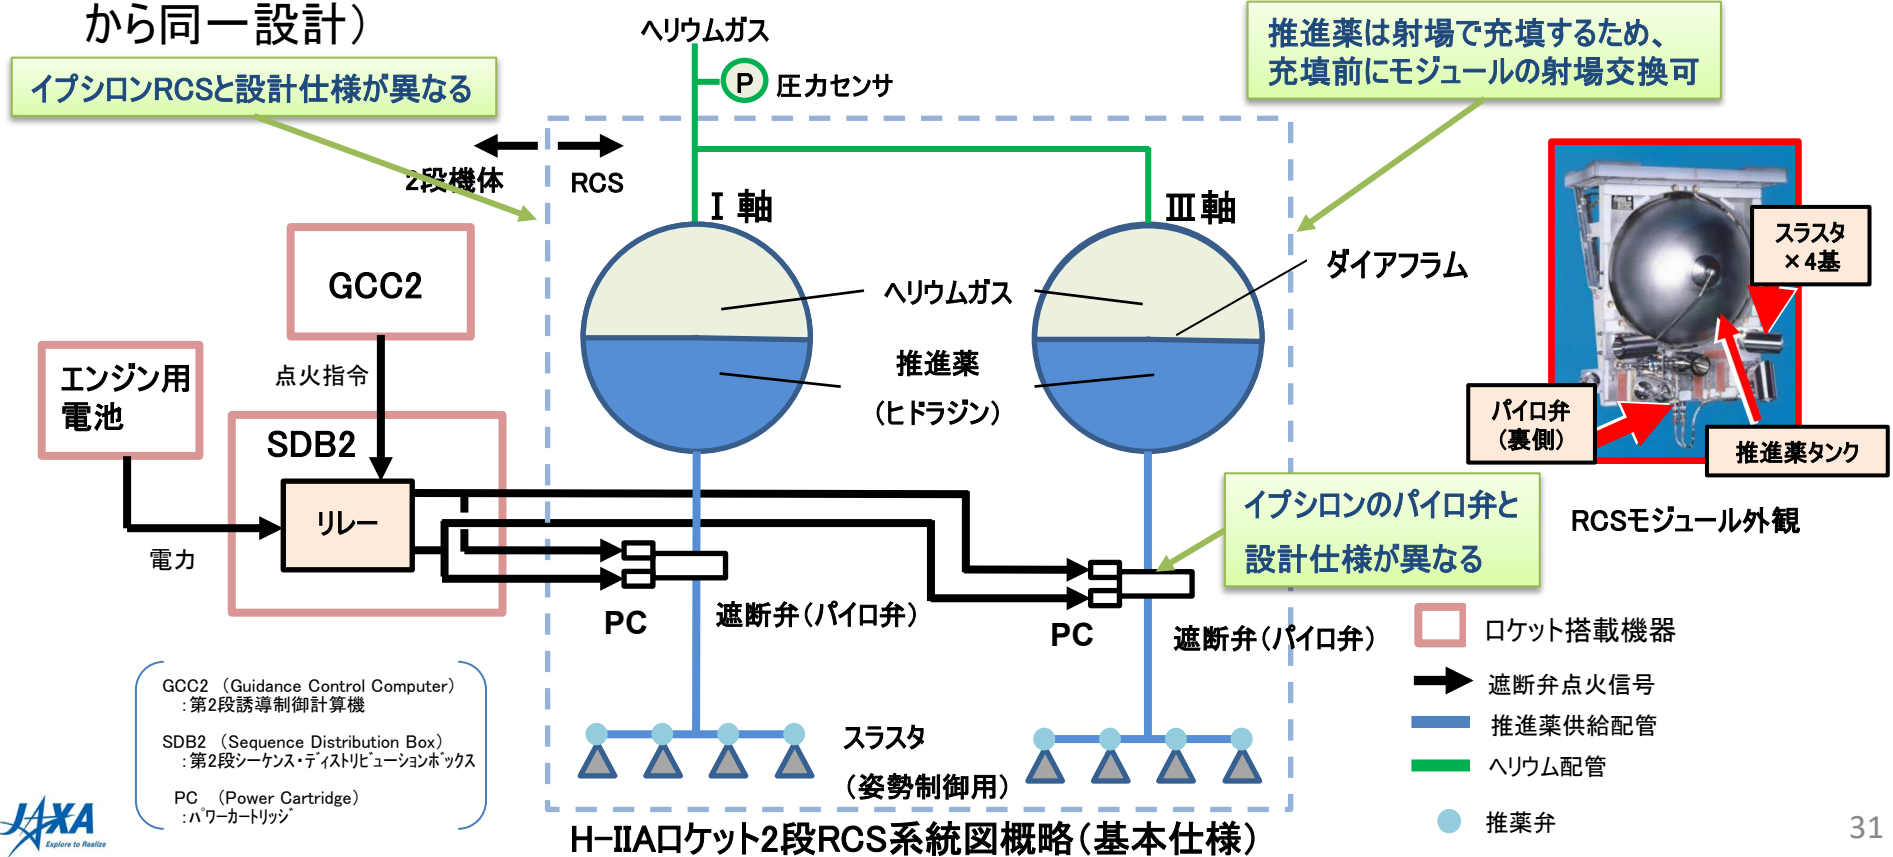 から同一設計）
イプシロンRCSと設計仕様が異なる
ヘリウムガス
P
圧力センサ
推進薬は射場で充填するため、
充填前にモジュールの射場交換可
2段機体
RCS
Ⅰ軸
Ⅲ軸
GCC2
ヘリウムガス
ダイアフラム
スラスタ
×4基
エンジン用
電池
点火指令
推進薬
（ヒドラジン）
パイロ弁
（裏側）
推進薬タンク
SDB2
リレー
電力
イプシロンのパイロ弁と
設計仕様が異なる
RCSモジュール外観
PC
遮断弁（パイロ弁）
PC
遮断弁（パイロ弁）
ロケット搭載機器
遮断弁点火信号
推進薬供給配管
ヘリウム配管
推薬弁
GCC2 （Guidance Control Computer）
：第2段誘導制御計算機
SDB2 （Sequence Distribution Box）
：第2段シーケンス・ディストリビューションボックス
PC （Power Cartridge）
：パワーカートリッジ
スラスタ
（姿勢制御用）
JAXA
Explore to Realize
H-IIAロケット2段RCS系統図概略（基本仕様）
31